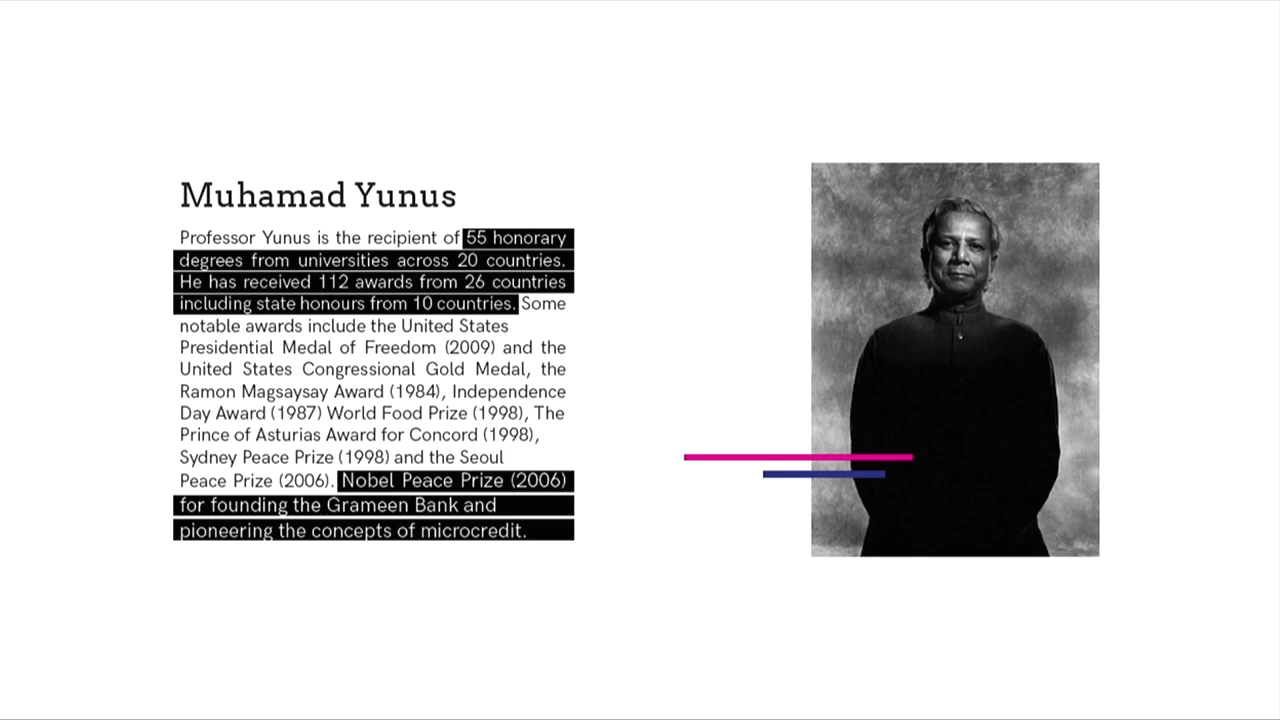 Muhamad Yunus
Professor Yunus is the recipient of 55 honorary
degrees from universities across 20 countries.
He has received 112 awards from 26 countries
including state honours from 10 countries. Some
notable awards include the United States
Presidential Medal of Freedom (2009) and the
United States Congressional Gold Medal, the
Ramon Magsaysay Award (1984), Independence
Day Award (1987) World Food Prize (1998), The
Prince of Asturias Award for Concord (1998),
Sydney Peace Prize (1998) and the Seoul
Peace Prize (2006). Nobel Peace Prize (2006)
for founding the Grameen Bank and
pioneering the concepts of microcredit.